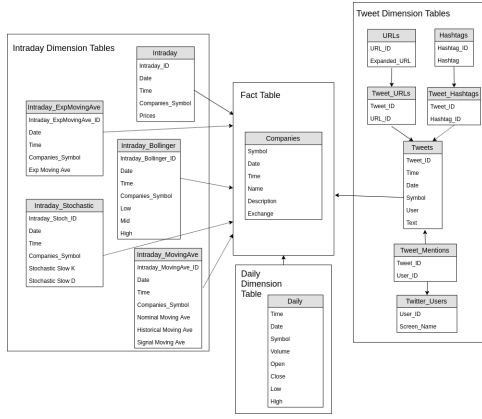 Intraday Dimension Tables
Intraday
Intraday_ID
Date
Time
Companies_Symbol
Prices
Intraday_ExpMovingAve
Intraday_ExpMovingAve_ID
Date
Time
Companies_Symbol
Exp Moving Ave
Intraday_Bollinger
Intraday_Bollinger_ID
Date
Time
Companies_Symbol
Low
Mid
High
Intraday_Stochastic
Intraday_Stoch_ID
Date
Time
Companies_Symbol
Stochastic Slow K
Stochastic Slow D
Intraday_MovingAve
Intraday_MovingAve_ID
Date
Time
Companies_Symbol
Nominal Moving Ave
Historical Moving Ave
Signal Moving Ave
Fact Table
Companies
Symbol
Date
Time
Name
Description
Exchange
Daily
Dimension
Table
Daily
Time
Date
Symbol
Volume
Open
Close
Low
High
Tweet Dimension Tables
URLs
URL_ID
Expanded_URL
Hashtags
Hashtag_ID
Hashtag
Tweet_URLs
Tweet_ID
URL_ID
Tweet_Hashtags
Tweet_ID
Hashtag_ID
Tweets
Tweet_ID
Time
Date
Symbol
User
Text
Tweet_Mentions
Tweet_ID
User_ID
Twitter_Users
User_ID
Screen_Name